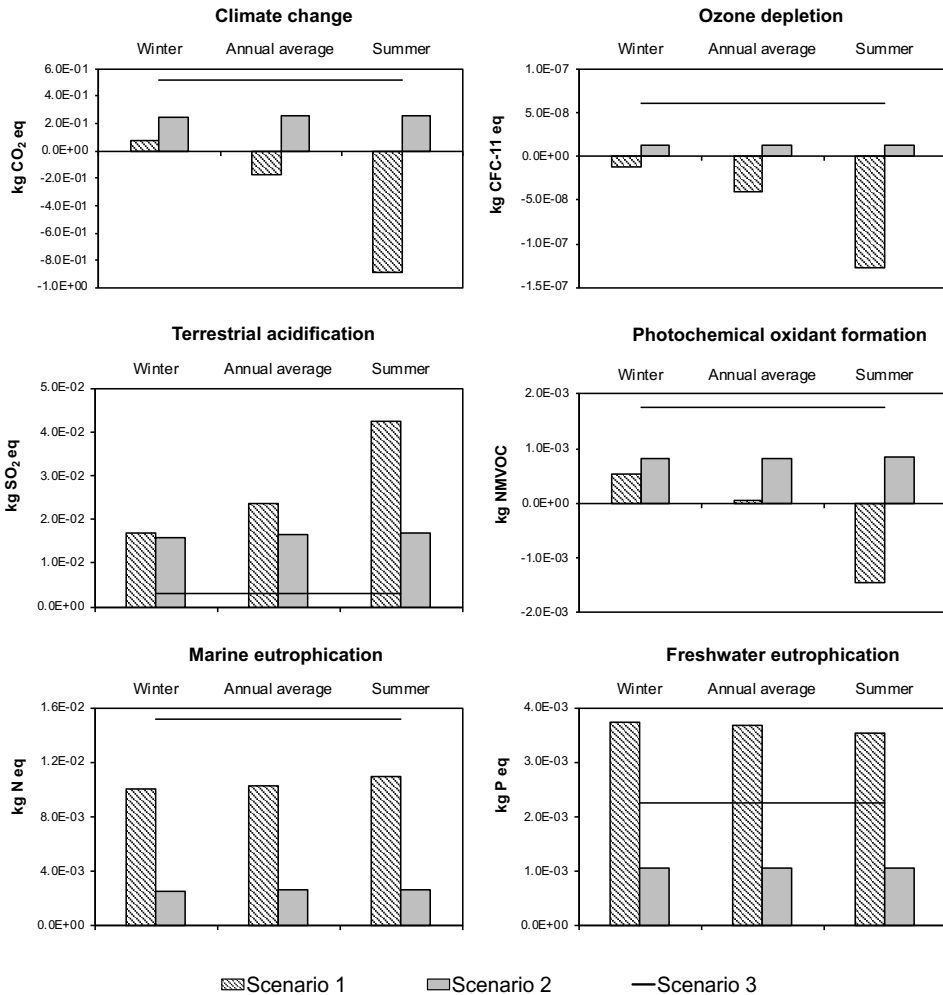 Climate change
Winter Annual average Summer
kg CO₂ eq
6.0E-01
4.0E-01
2.0E-01
0.0E+00
-2.0E-01
-4.0E-01
-6.0E-01
-8.0E-01
-1.0E+00
Ozone depletion
Winter Annual average Summer
kg CFC-11 eq
1.0E-07
5.0E-08
0.0E+00
-5.0E-08
-1.0E-07
-1.5E-07
Terrestrial acidification
Winter Annual average Summer
kg SO₂ eq
5.0E-02
4.0E-02
3.0E-02
2.0E-02
1.0E-02
0.0E+00
Photochemical oxidant formation
Winter Annual average Summer
kg NMVOC
2.0E-03
1.0E-03
0.0E+00
-1.0E-03
-2.0E-03
Marine eutrophication
Winter Annual average Summer
kg N eq
1.6E-02
1.2E-02
8.0E-03
4.0E-03
0.0E+00
Freshwater eutrophication
Winter Annual average Summer
kg P eq
4.0E-03
3.0E-03
2.0E-03
1.0E-03
0.0E+00
Scenario 1 Scenario 2 Scenario 3